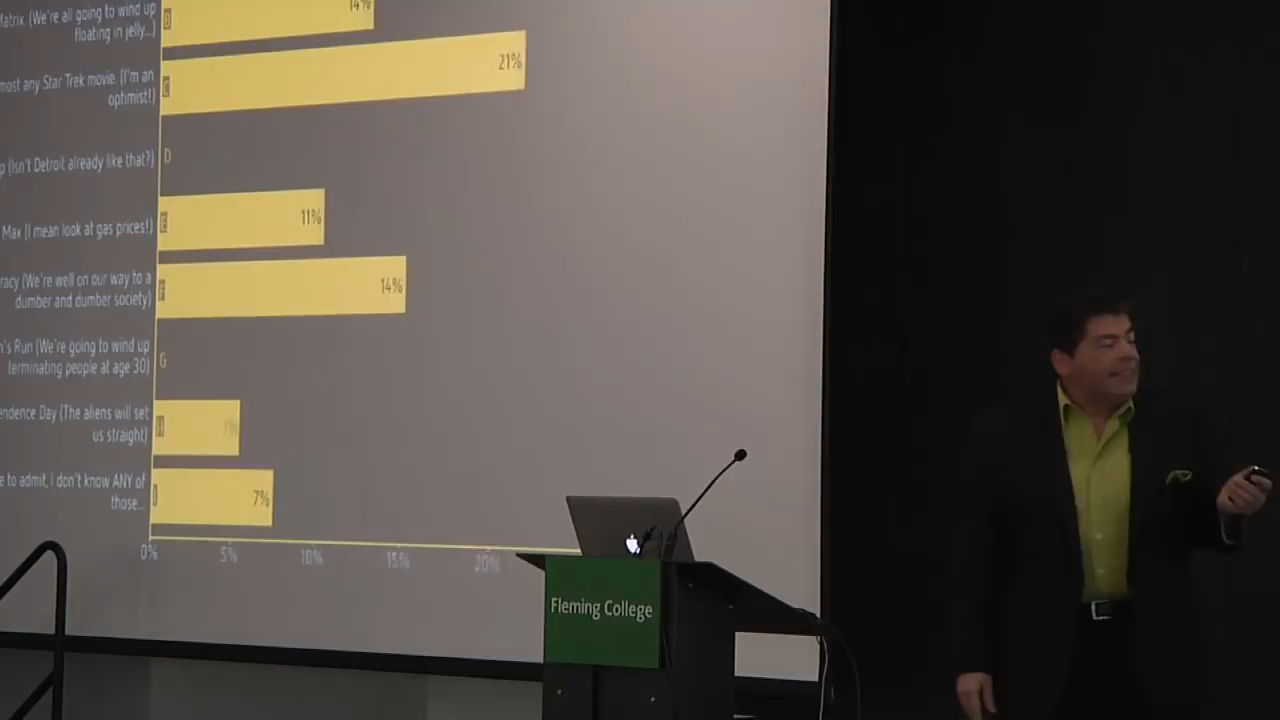 Matrix. (We're all going to wind up
floating in jelly...)
B
14%
most any Star Trek movie. (I'm an
optimist!)
C
21%
p (Isn't Detroit already like that?)
D
Max (I mean look at gas prices!)
E
11%
racy (We're well on our way to a
dumber and dumber society)
F
14%
n's Run (We're going to wind up
terminating people at age 30)
G
endence Day (The aliens will set
us straight)
H
e to admit, I don't know ANY of
those...
7%
0%
5%
10%
15%
20%
Fleming College